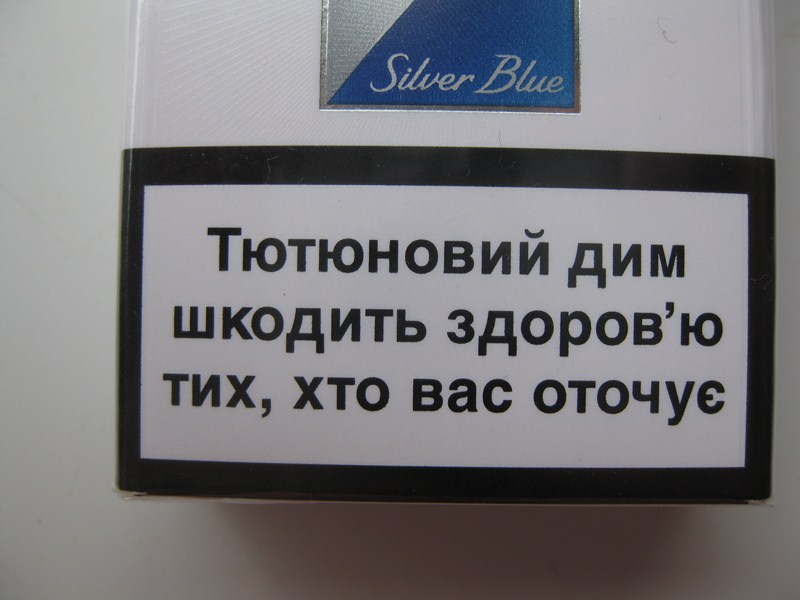 Silver Blue
Тютюновий дим
шкодить здоров'ю
тих, хто вас оточує